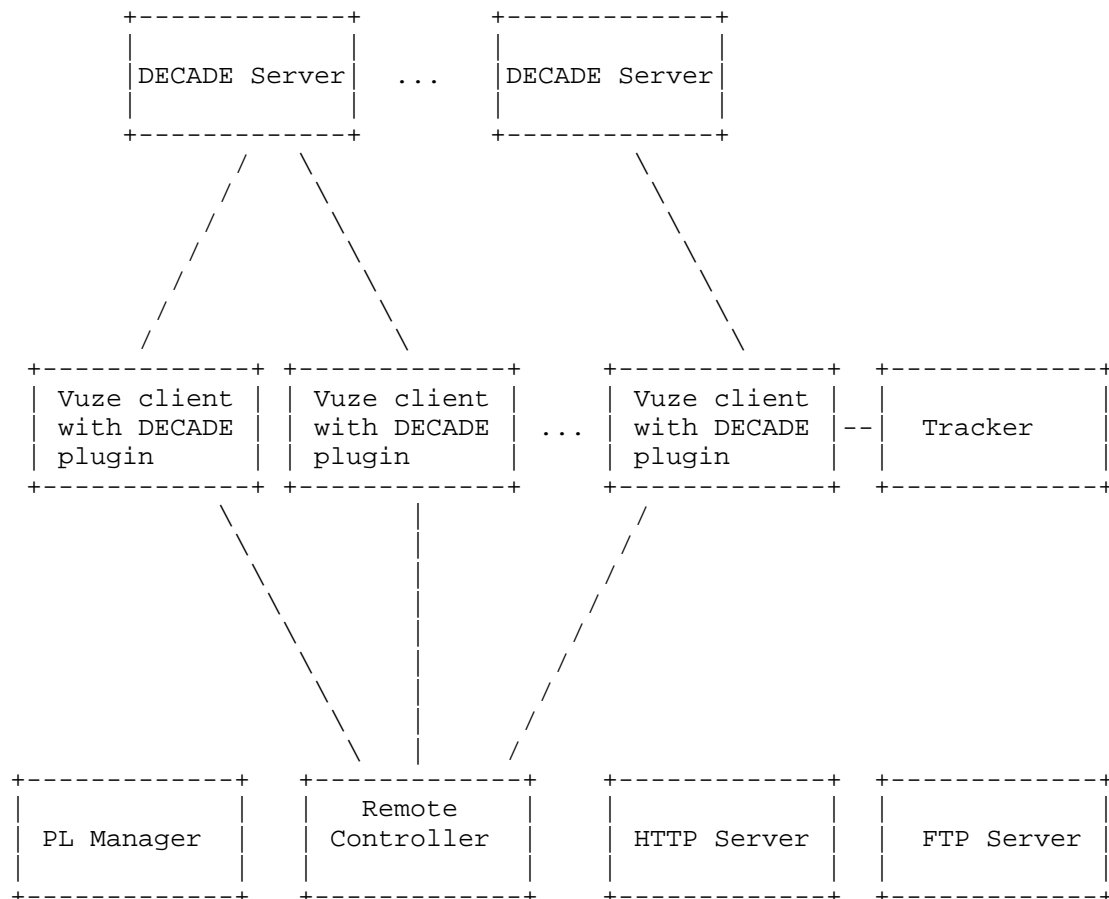 DECADE Server ... DECADE Server
Vuze client Vuze client Vuze client
with DECADE with DECADE ... with DECADE -- Tracker
plugin plugin plugin
Remote
PL Manager Controller HTTP Server FTP Server